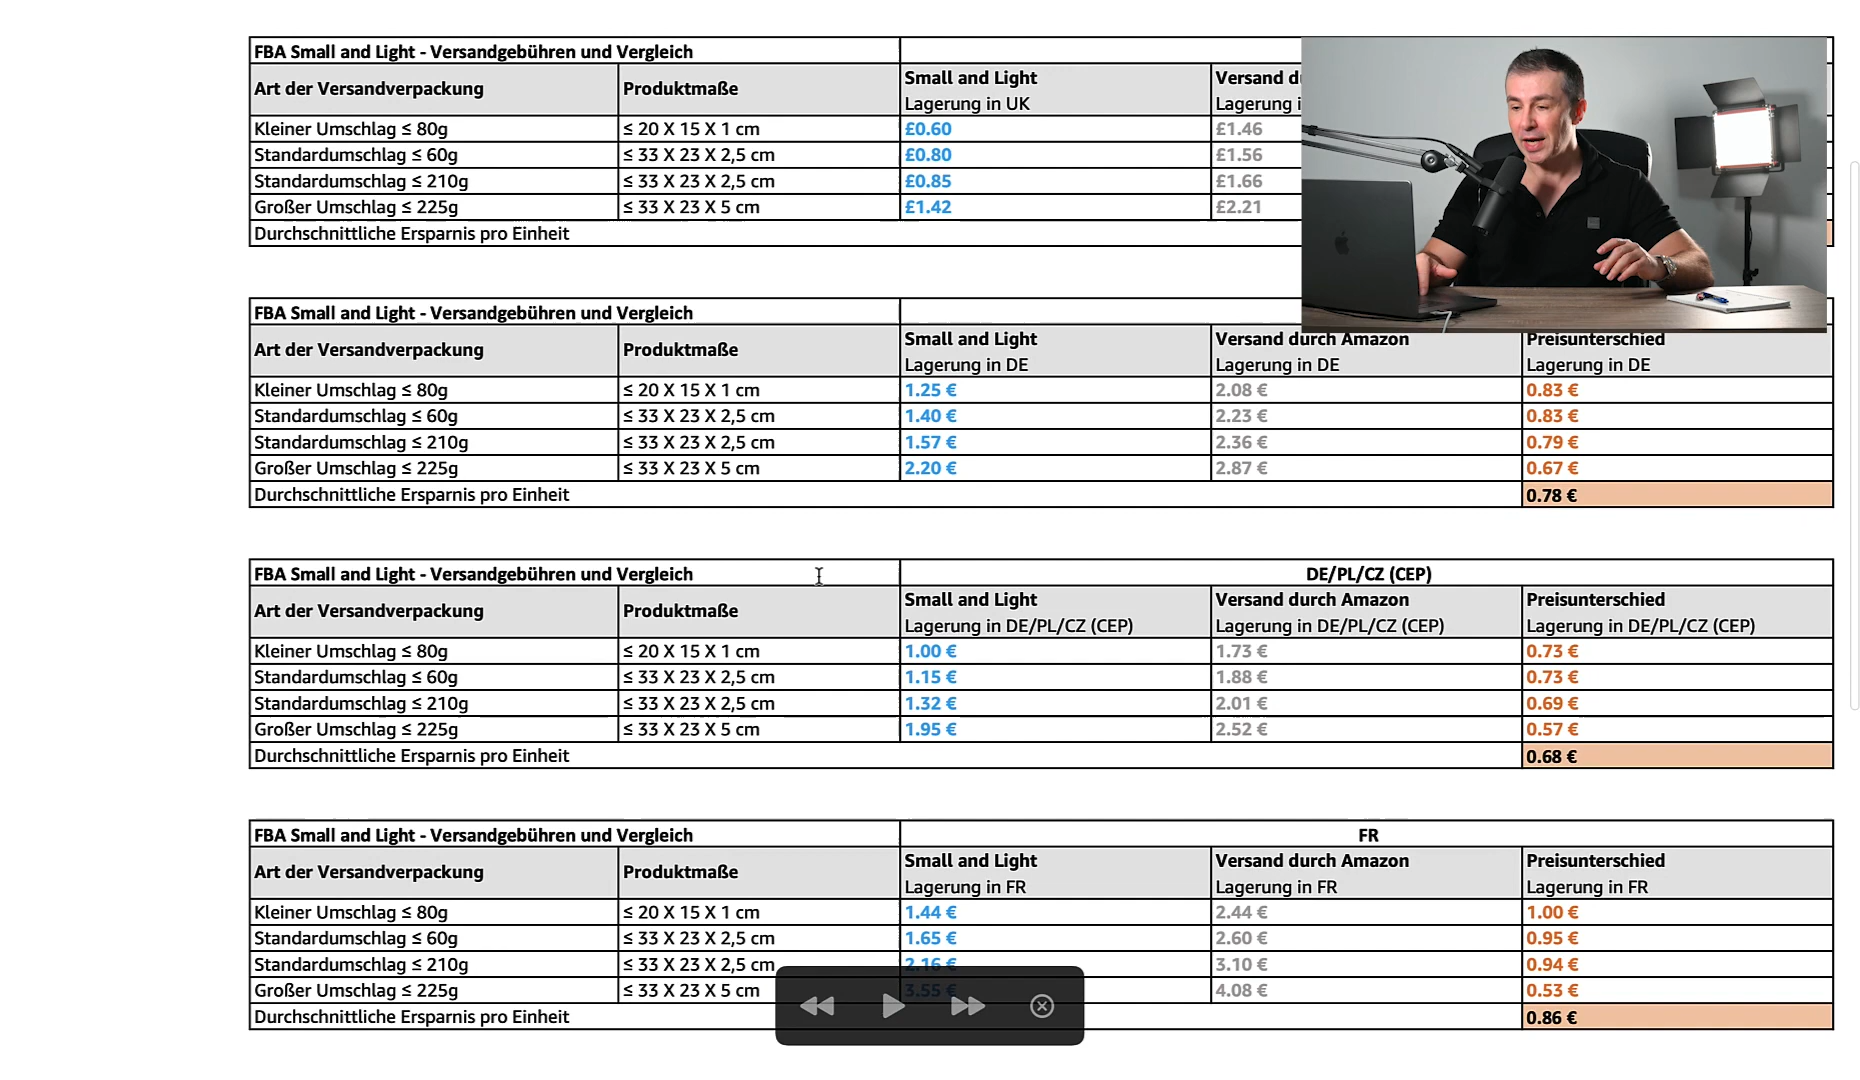 FBA Small and Light - Versandgebühren und Vergleich
Art der Versandverpackung Produktmaße Small and Light Versand d
Lagerung in UK Lagerung i
Kleiner Umschlag ≤ 80g ≤ 20 X 15 X 1 cm £0.60 £1.46
Standardumschlag ≤ 60g ≤ 33 X 23 X 2,5 cm £0.80 £1.56
Standardumschlag ≤ 210g ≤ 33 X 23 X 2,5 cm £0.85 £1.66
Großer Umschlag ≤ 225g ≤ 33 X 23 X 5 cm £1.42 £2.21
Durchschnittliche Ersparnis pro Einheit
FBA Small and Light - Versandgebühren und Vergleich
Art der Versandverpackung Produktmaße Small and Light Versand durch Amazon Preisunterschied
Lagerung in DE Lagerung in DE Lagerung in DE
Kleiner Umschlag ≤ 80g ≤ 20 X 15 X 1 cm 1.25 € 2.08 € 0.83 €
Standardumschlag ≤ 60g ≤ 33 X 23 X 2,5 cm 1.40 € 2.23 € 0.83 €
Standardumschlag ≤ 210g ≤ 33 X 23 X 2,5 cm 1.57 € 2.36 € 0.79 €
Großer Umschlag ≤ 225g ≤ 33 X 23 X 5 cm 2.20 € 2.87 € 0.67 €
Durchschnittliche Ersparnis pro Einheit 0.78 €
FBA Small and Light - Versandgebühren und Vergleich DE/PL/CZ (CEP)
Art der Versandverpackung Produktmaße Small and Light Versand durch Amazon Preisunterschied
Lagerung in DE/PL/CZ (CEP) Lagerung in DE/PL/CZ (CEP) Lagerung in DE/PL/CZ (CEP)
Kleiner Umschlag ≤ 80g ≤ 20 X 15 X 1 cm 1.00 € 1.73 € 0.73 €
Standardumschlag ≤ 60g ≤ 33 X 23 X 2,5 cm 1.15 € 1.88 € 0.73 €
Standardumschlag ≤ 210g ≤ 33 X 23 X 2,5 cm 1.32 € 2.01 € 0.69 €
Großer Umschlag ≤ 225g ≤ 33 X 23 X 5 cm 1.95 € 2.52 € 0.57 €
Durchschnittliche Ersparnis pro Einheit 0.68 €
FBA Small and Light - Versandgebühren und Vergleich FR
Art der Versandverpackung Produktmaße Small and Light Versand durch Amazon Preisunterschied
Lagerung in FR Lagerung in FR Lagerung in FR
Kleiner Umschlag ≤ 80g ≤ 20 X 15 X 1 cm 1.44 € 2.44 € 1.00 €
Standardumschlag ≤ 60g ≤ 33 X 23 X 2,5 cm 1.65 € 2.60 € 0.95 €
Standardumschlag ≤ 210g ≤ 33 X 23 X 2,5 cm 2.16 € 3.10 € 0.94 €
Großer Umschlag ≤ 225g ≤ 33 X 23 X 5 cm 3.55 € 4.08 € 0.53 €
Durchschnittliche Ersparnis pro Einheit 0.86 €